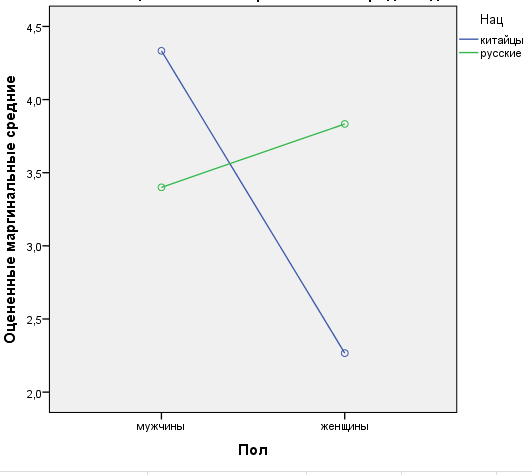 Нац
китайцы
русские
Оцененные маргинальные средние
4,5
4,0
3,5
3,0
2,5
2,0
мужчины
женщины
Пол